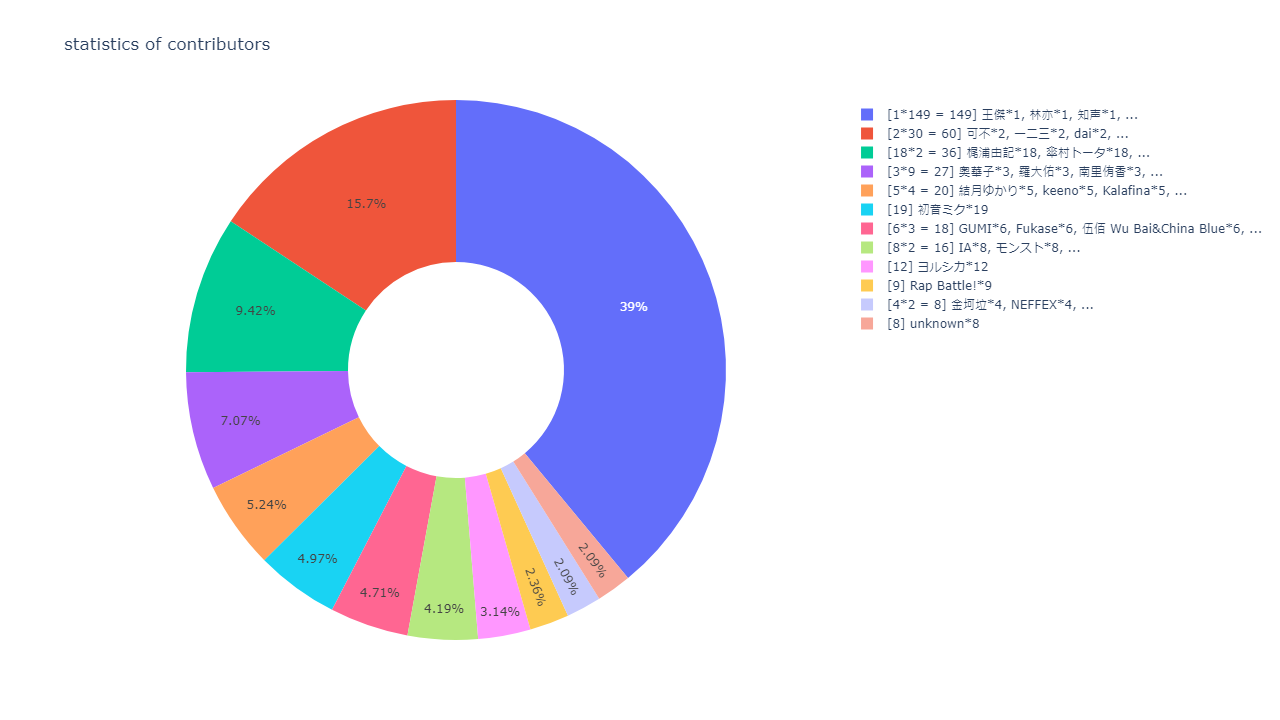 statistics of contributors
39%
15.7%
9.42%
7.07%
5.24%
4.97%
4.71%
4.19%
3.14%
2.36%
2.09%
2.09%
[1*149 = 149] 王傑*1, 林亦*1, 知声*1, ...
[2*30 = 60] 可不*2, 一二三*2, dai*2, ...
[18*2 = 36] 梶浦由記*18, 傘村トータ*18, ...
[3*9 = 27] 奥華子*3, 羅大佑*3, 南里侑香*3, ...
[5*4 = 20] 結月ゆかり*5, keeno*5, Kalafina*5, ...
[19] 初音ミク*19
[6*3 = 18] GUMI*6, Fukase*6, 伍佰 Wu Bai&China Blue*6, ...
[8*2 = 16] IA*8, モンスト*8, ...
[12] ヨルシカ*12
[9] Rap Battle!*9
[4*2 = 8] 金坷垃*4, NEFFEX*4, ...
[8] unknown*8